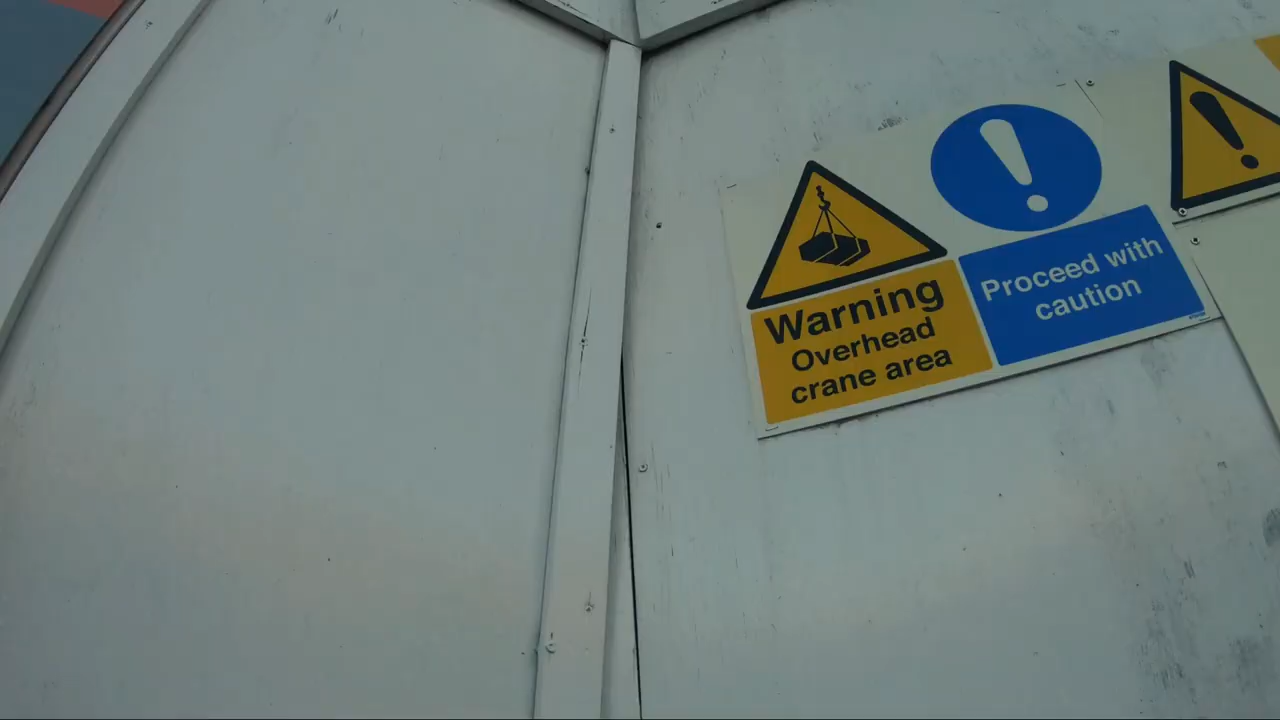 Warning
Overhead
crane area
Proceed with
caution